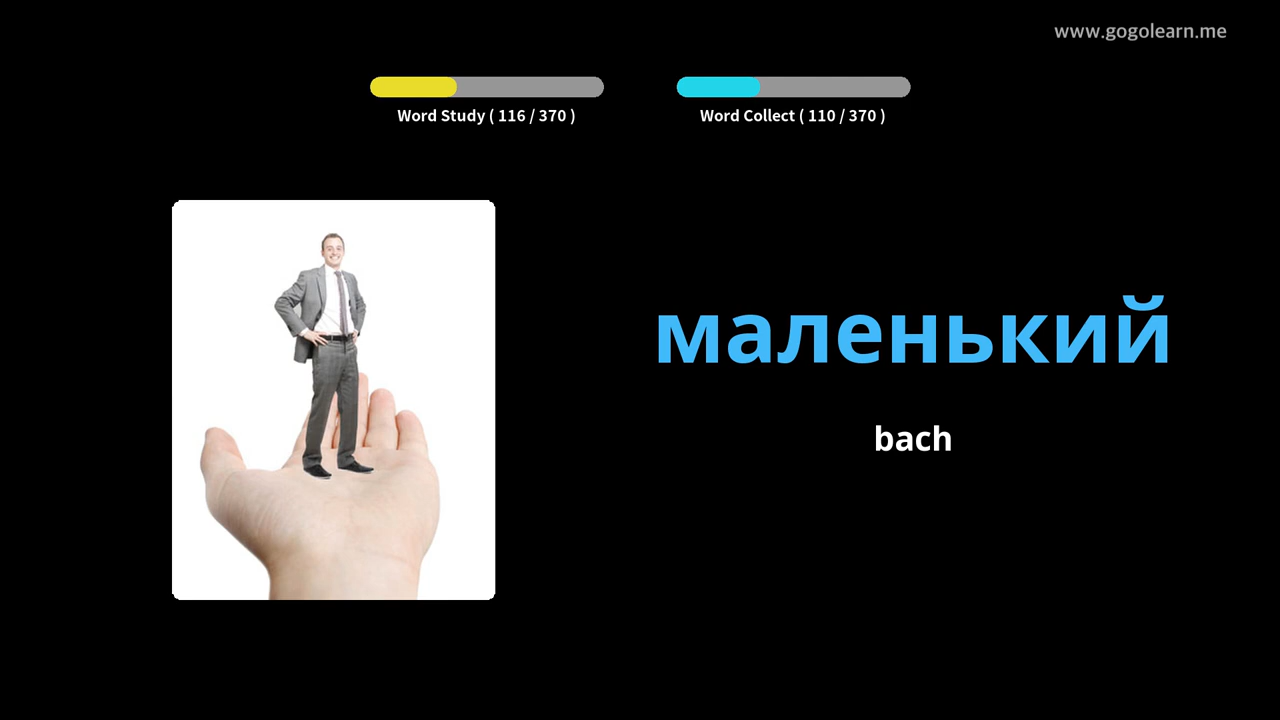 www.gogolearn.me
Word Study ( 116 / 370 )
Word Collect ( 110 / 370 )
маленький
bach